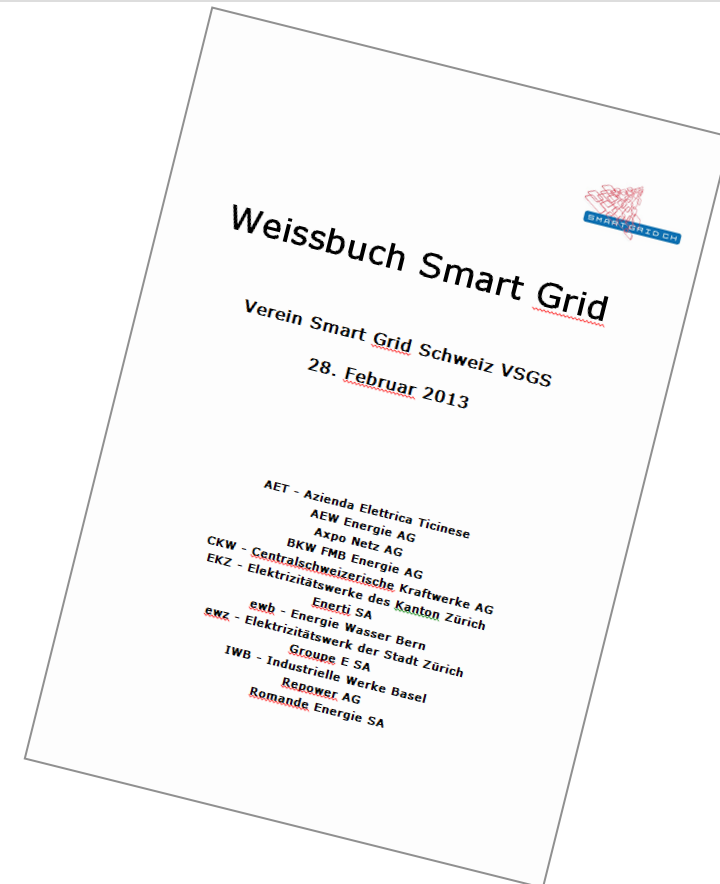 SMARTGRIDCH
Weissbuch Smart Grid
Verein Smart Grid Schweiz VSGS
28. Februar 2013
AET - Azienda Elettrica Ticinese
AEW Energie AG
Axpo Netz AG
BKW FMB Energie AG
CKW - Centralschweizerische Kraftwerke AG
EKZ - Elektrizitätswerke des Kanton Zürich
Enerti SA
ewb - Energie Wasser Bern
ewz - Elektrizitätswerk der Stadt Zürich
Groupe E SA
IWB - Industrielle Werke Basel
Repower AG
Romande Energie SA